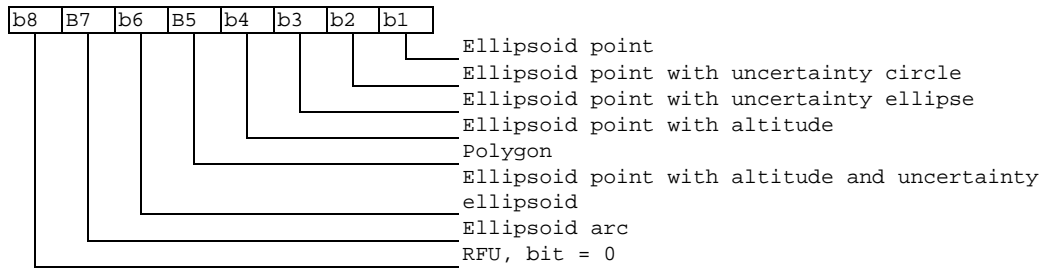 b8 B7 b6 B5 b4 b3 b2 b1
Ellipsoid point
Ellipsoid point with uncertainty circle
Ellipsoid point with uncertainty ellipse
Ellipsoid point with altitude
Polygon
Ellipsoid point with altitude and uncertainty
ellipsoid
Ellipsoid arc
RFU, bit = 0